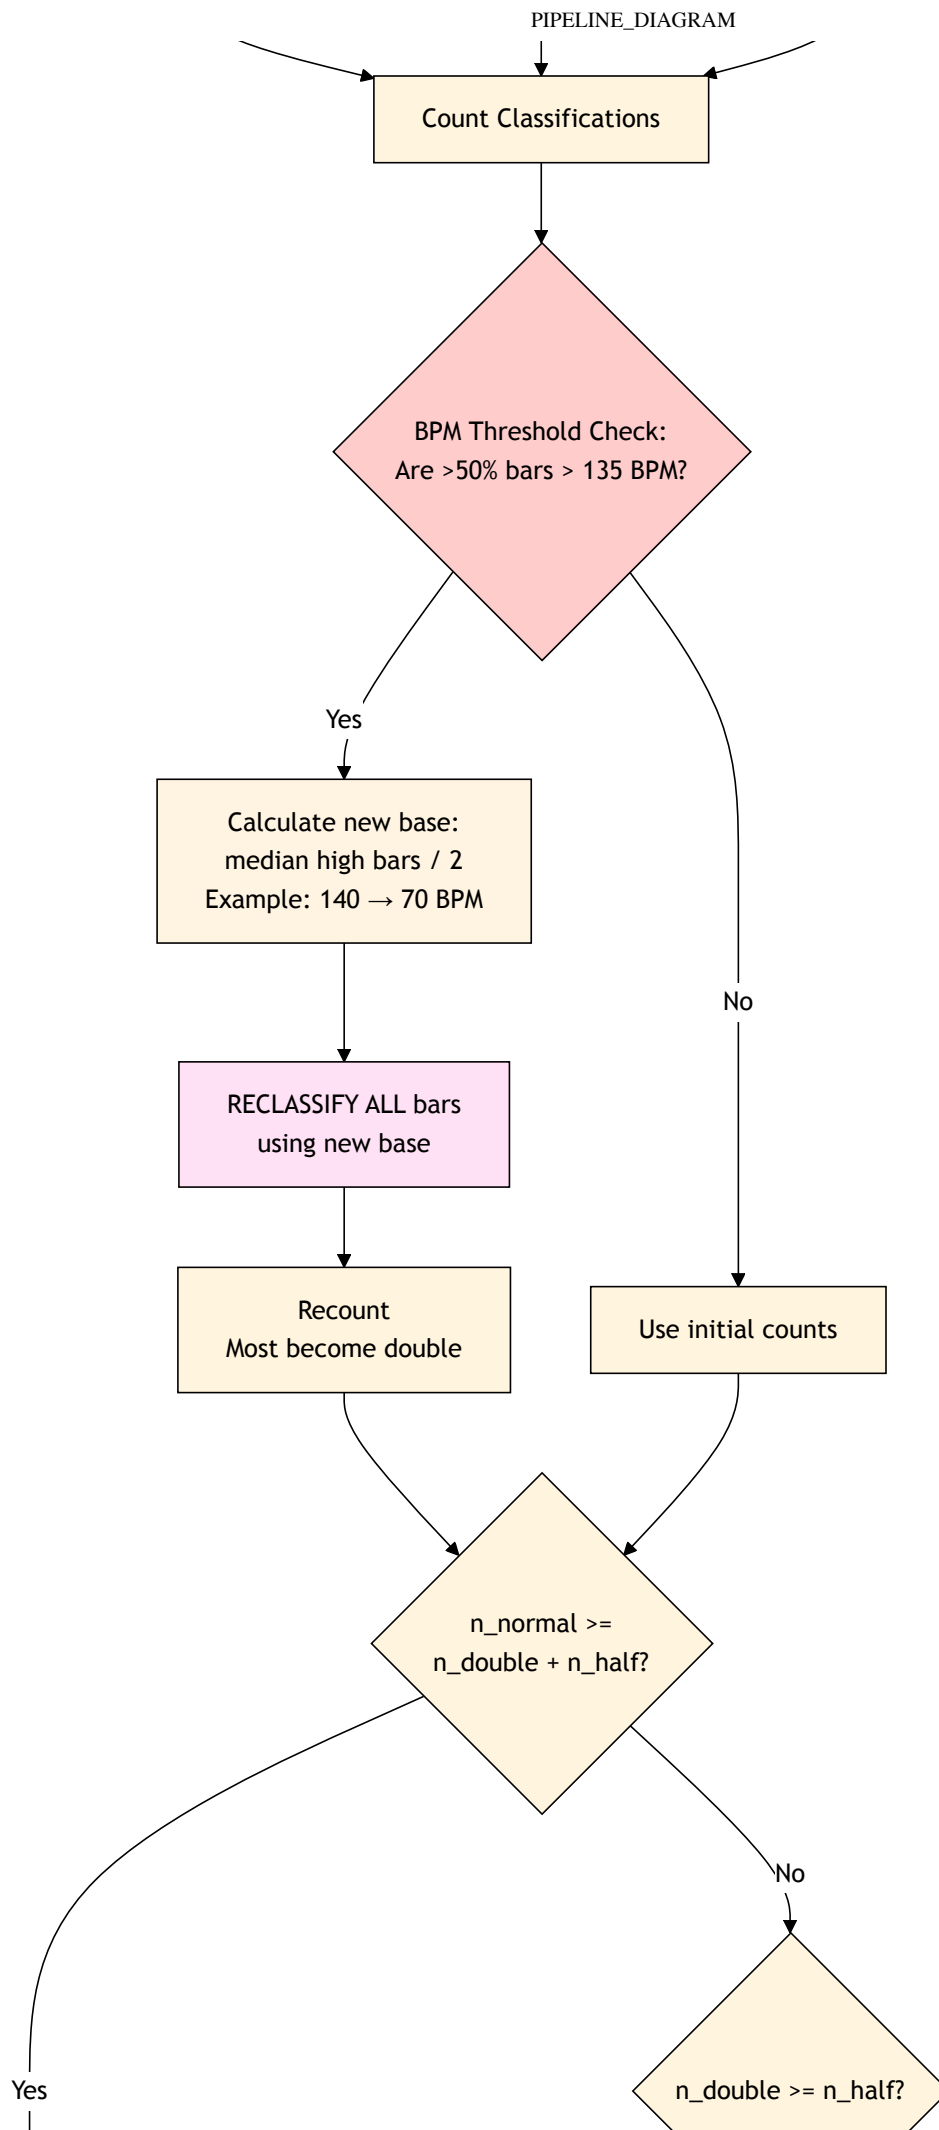 PIPELINE_DIAGRAM
Count Classifications
BPM Threshold Check:
Are >50% bars > 135 BPM?
Yes
Calculate new base:
median high bars / 2
Example: 140 → 70 BPM
No
RECLASSIFY ALL bars
using new base
Recount
Most become double
Use initial counts
n_normal >=
n_double + n_half?
No
Yes
n_double >= n_half?